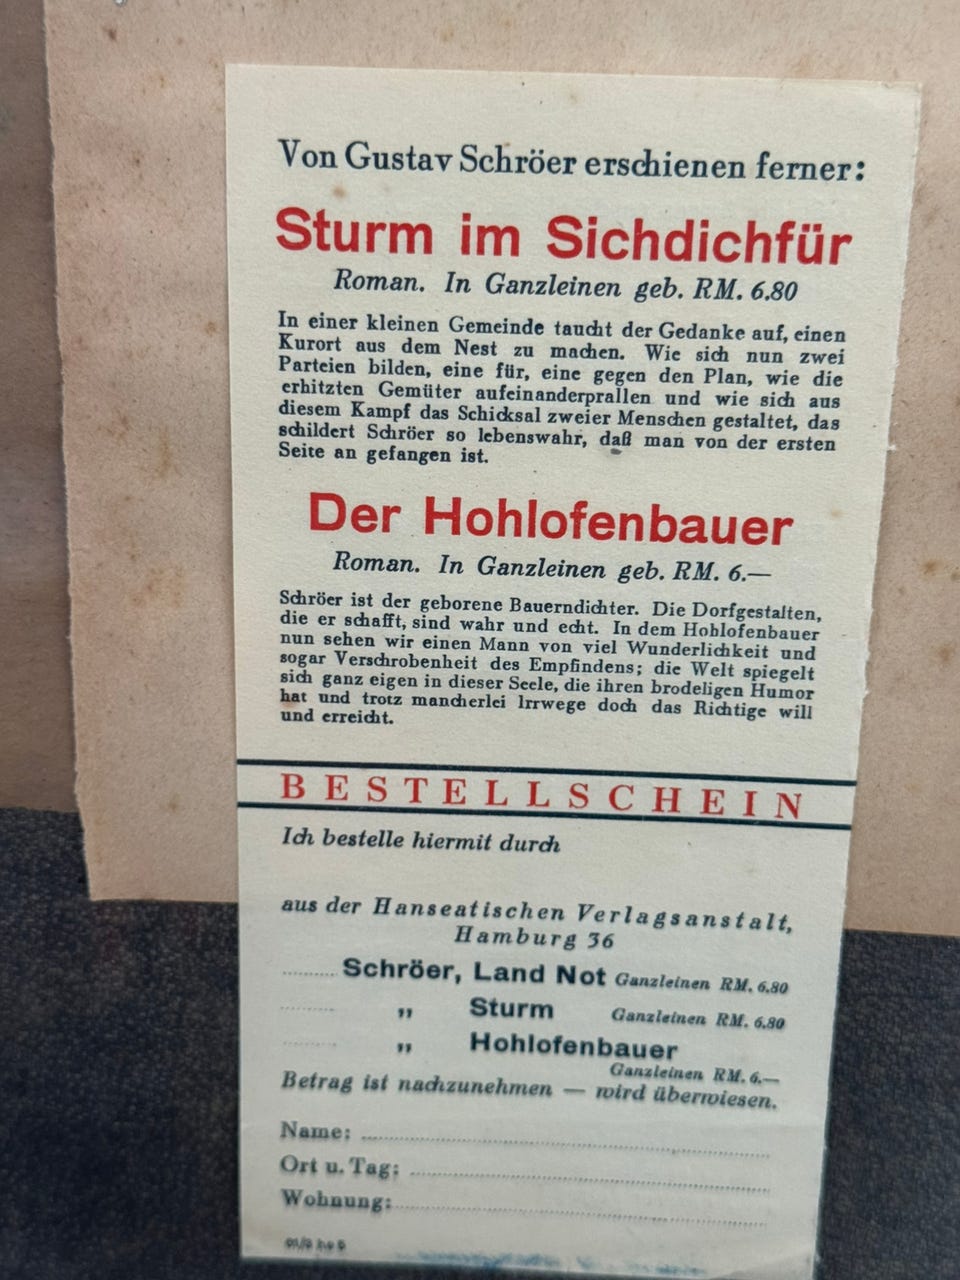 Von Gustav Schröer erschienen ferner:
Sturm im Sichdichfür
Roman. In Ganzleinen geb. RM. 6.80
In einer kleinen Gemeinde taucht der Gedanke auf, einen
Kurort aus dem Nest zu machen. Wie sich nun zwei
Parteien bilden, eine für, eine gegen den Plan, wie die
erhitzten Gemüter aufeinanderprallen und wie sich aus
diesem Kampf das Schicksal zweier Menschen gestaltet, das
schildert Schröer so lebenswahr, daß man von der ersten
Seite an gefangen ist.
Der Hohlofenbauer
Roman. In Ganzleinen geb. RM. 6.—
Schröer ist der geborene Bauerndichter. Die Dorfgestalten,
die er schafft, sind wahr und echt. In dem Hohlofenbauer
nun sehen wir einen Mann von viel Wunderlichkeit und
sogar Verschrobenheit des Empfindens; die Welt spiegelt
sich ganz eigen in dieser Seele, die ihren brodeligen Humor
hat und trotz mancherlei Irrwege doch das Richtige will
und erreicht.
BESTELLSCHEIN
Ich bestelle hiermit durch
aus der Hanseatischen Verlagsanstalt,
Hamburg 36
.......... Schröer, Land Not Ganzleinen RM. 6.80
.......... „ Sturm Ganzleinen RM. 6.80
.......... „ Hohlofenbauer
Ganzleinen RM. 6.—
Betrag ist nachzunehmen — wird überwiesen.
Name:
Ort u. Tag:
Wohnung: